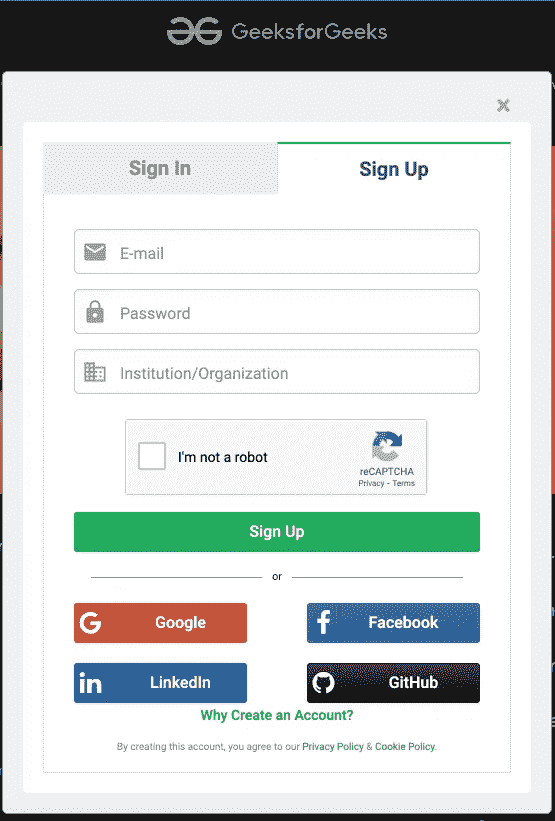 GeeksforGeeks
Sign In
Sign Up
E-mail
Password
Institution/Organization
I'm not a robot
reCAPTCHA
Privacy - Terms
Sign Up
or
Google
Facebook
LinkedIn
GitHub
Why Create an Account?
By creating this account, you agree to our Privacy Policy & Cookie Policy.